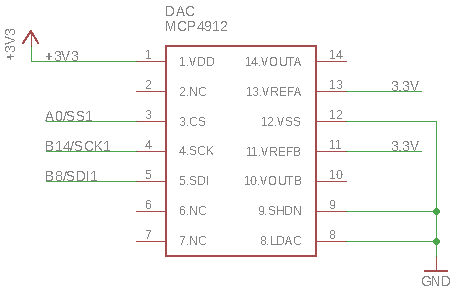 DAC
MCP4912
+3V3
+3V3
1
1.VDD
14.VOUTA
14
2
2.NC
13.VREFA
13
3.3V
A0/SS1
3
3.CS
12.VSS
12
B14/SCK1
4
4.SCK
11.VREFB
11
3.3V
B8/SDI1
5
5.SDI
10.VOUTB
10
6
6.NC
9.SHDN
9
7
7.NC
8.LDAC
8
GND